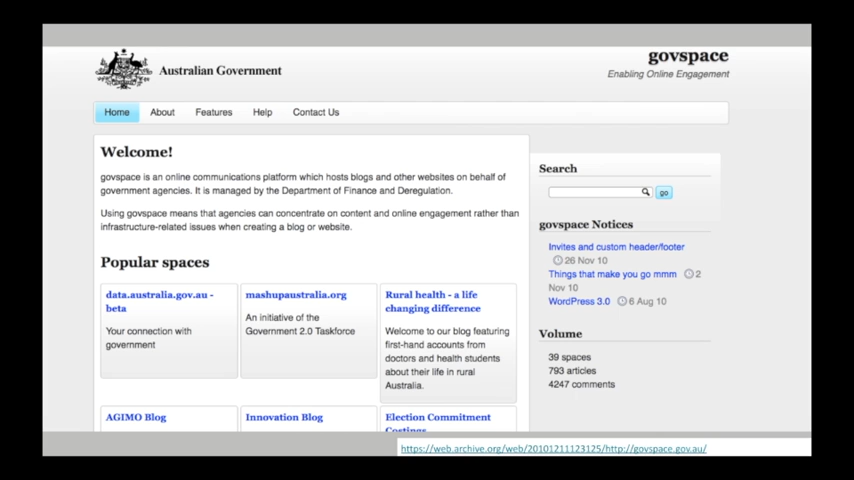 Australian Government
govspace
Enabling Online Engagement
Home About Features Help Contact Us
Welcome!
govspace is an online communications platform which hosts blogs and other websites on behalf of
government agencies. It is managed by the Department of Finance and Deregulation.
Using govspace means that agencies can concentrate on content and online engagement rather than
infrastructure-related issues when creating a blog or website.
Popular spaces
data.australia.gov.au -
beta
Your connection with
government
mashupaustralia.org
An initiative of the
Government 2.0 Taskforce
Rural health - a life
changing difference
Welcome to our blog featuring
first-hand accounts from
doctors and health students
about their life in rural
Australia.
AGIMO Blog
Innovation Blog
Election Commitment
Costings
Search
go
govspace Notices
Invites and custom header/footer
26 Nov 10
Things that make you go mmm 2
Nov 10
WordPress 3.0 6 Aug 10
Volume
39 spaces
793 articles
4247 comments
https://web.archive.org/web/20101211123125/http://govspace.gov.au/